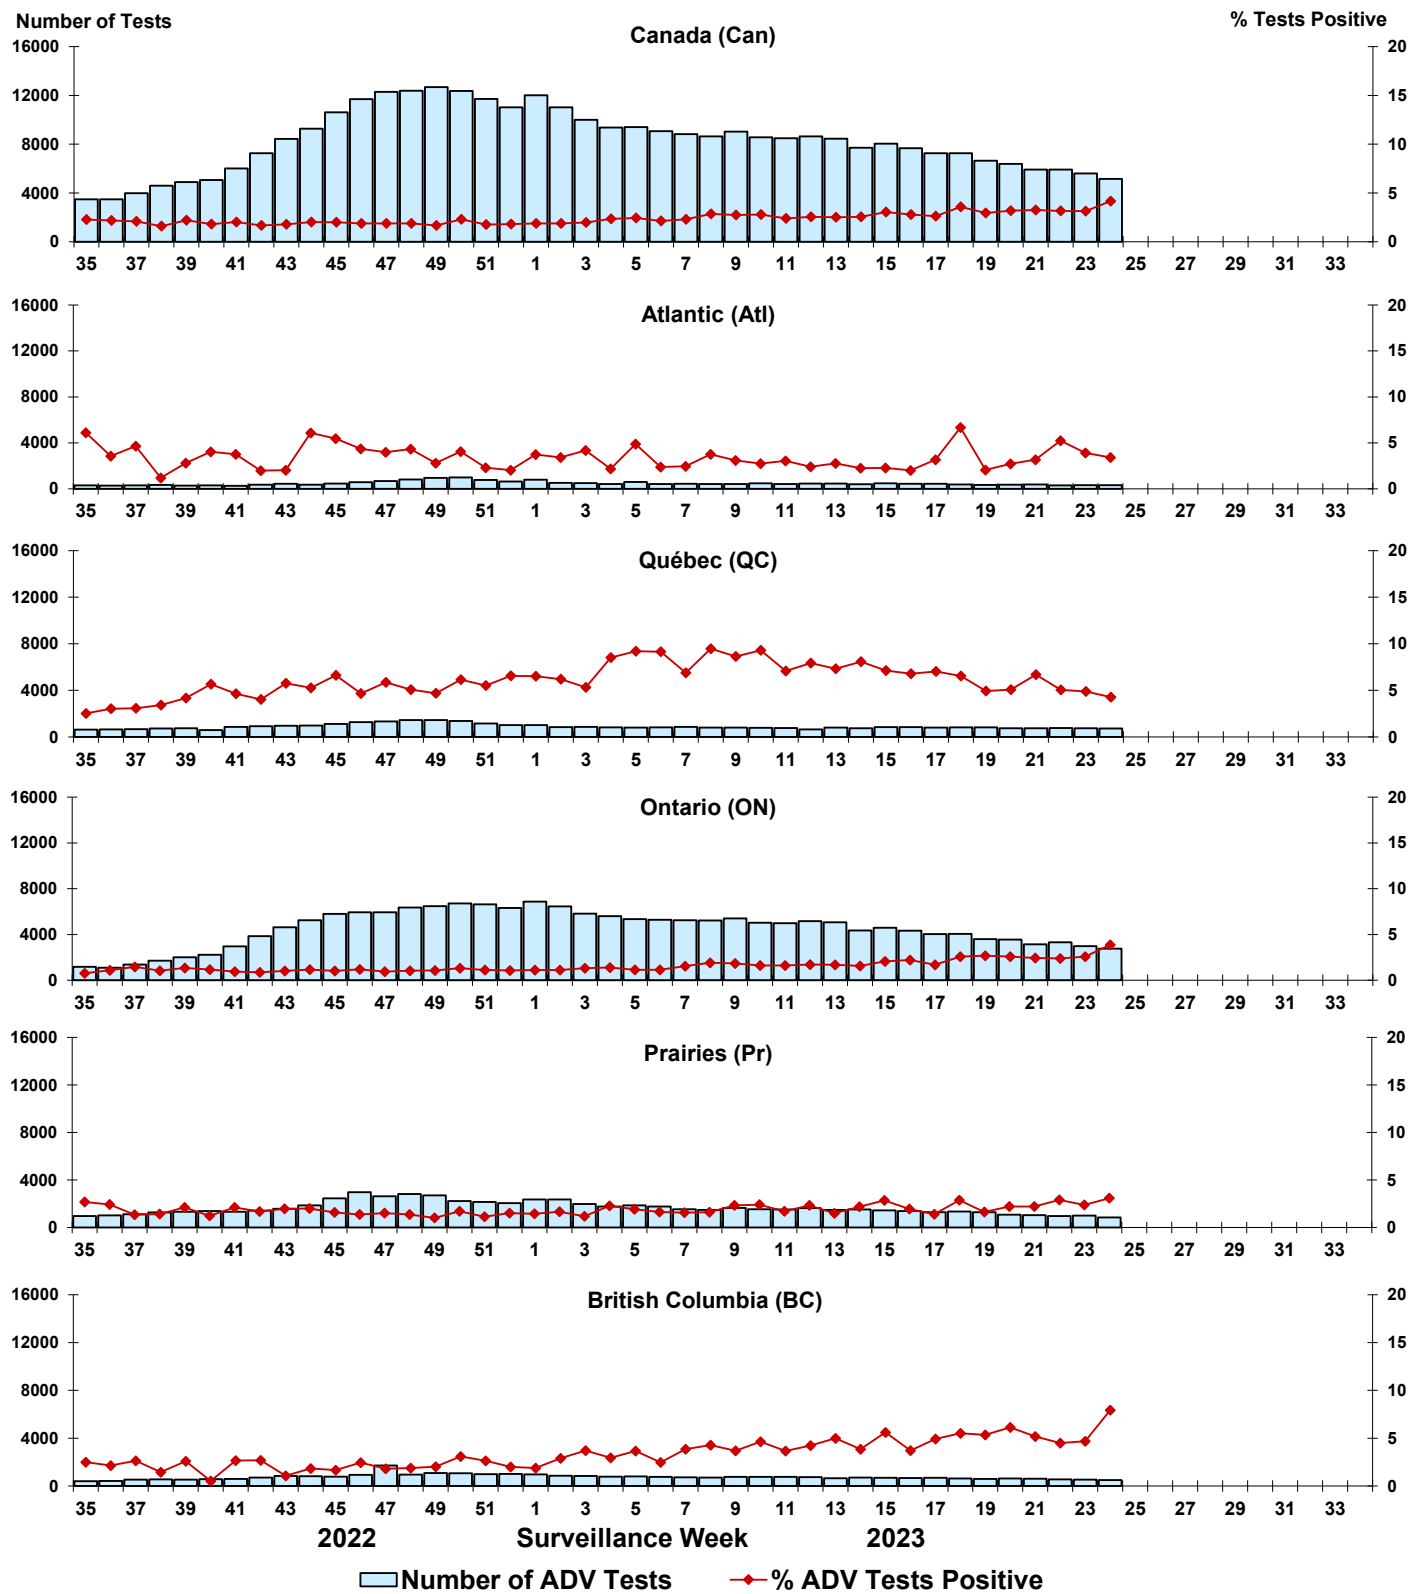 Number of Tests
% Tests Positive
Canada (Can)
16000 20
12000 15
8000 10
4000 5
0 0
35 37 39 41 43 45 47 49 51 1 3 5 7 9 11 13 15 17 19 21 23 25 27 29 31 33
Atlantic (Atl)
16000 20
12000 15
8000 10
4000 5
0 0
35 37 39 41 43 45 47 49 51 1 3 5 7 9 11 13 15 17 19 21 23 25 27 29 31 33
Québec (QC)
16000 20
12000 15
8000 10
4000 5
0 0
35 37 39 41 43 45 47 49 51 1 3 5 7 9 11 13 15 17 19 21 23 25 27 29 31 33
Ontario (ON)
16000 20
12000 15
8000 10
4000 5
0 0
35 37 39 41 43 45 47 49 51 1 3 5 7 9 11 13 15 17 19 21 23 25 27 29 31 33
Prairies (Pr)
16000 20
12000 15
8000 10
4000 5
0 0
35 37 39 41 43 45 47 49 51 1 3 5 7 9 11 13 15 17 19 21 23 25 27 29 31 33
British Columbia (BC)
16000 20
12000 15
8000 10
4000 5
0 0
35 37 39 41 43 45 47 49 51 1 3 5 7 9 11 13 15 17 19 21 23 25 27 29 31 33
2022 Surveillance Week 2023
Number of ADV Tests % ADV Tests Positive